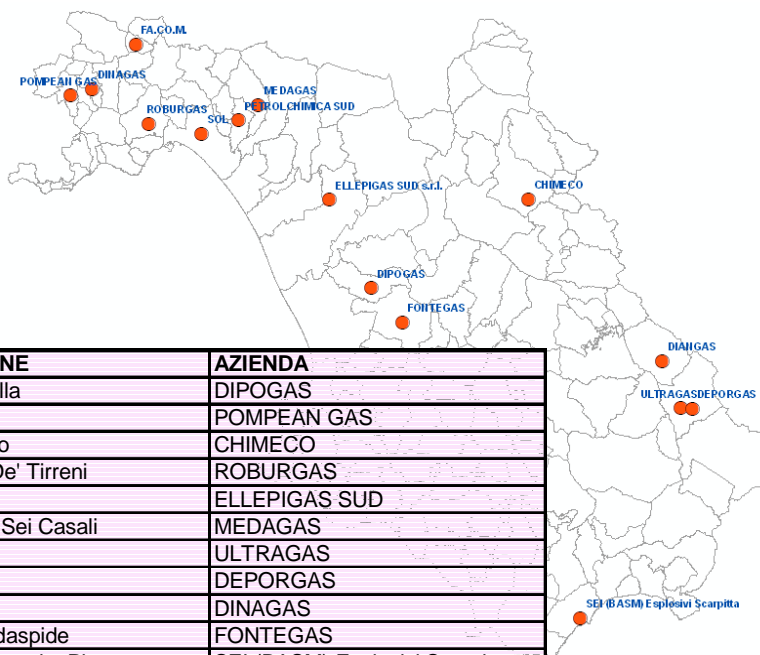 FA.CO.M.
DINAGAS
POMPEAN GAS
MEDAGAS
PETROLCHIMICA SUD
ROBURGAS
SOL
ELLEPIGAS SUD s.r.l.
CHIMECO
DIPOGAS
FONTEGAS
DIANGAS
ULTRAGAS
DEPORGAS
SEI (BASM) Esplosivi Scarpitta
NE AZIENDA
lla DIPOGAS
POMPEAN GAS
o CHIMECO
De' Tirreni ROBURGAS
ELLEPIGAS SUD
Sei Casali MEDAGAS
ULTRAGAS
DEPORGAS
DINAGAS
daspide FONTEGAS